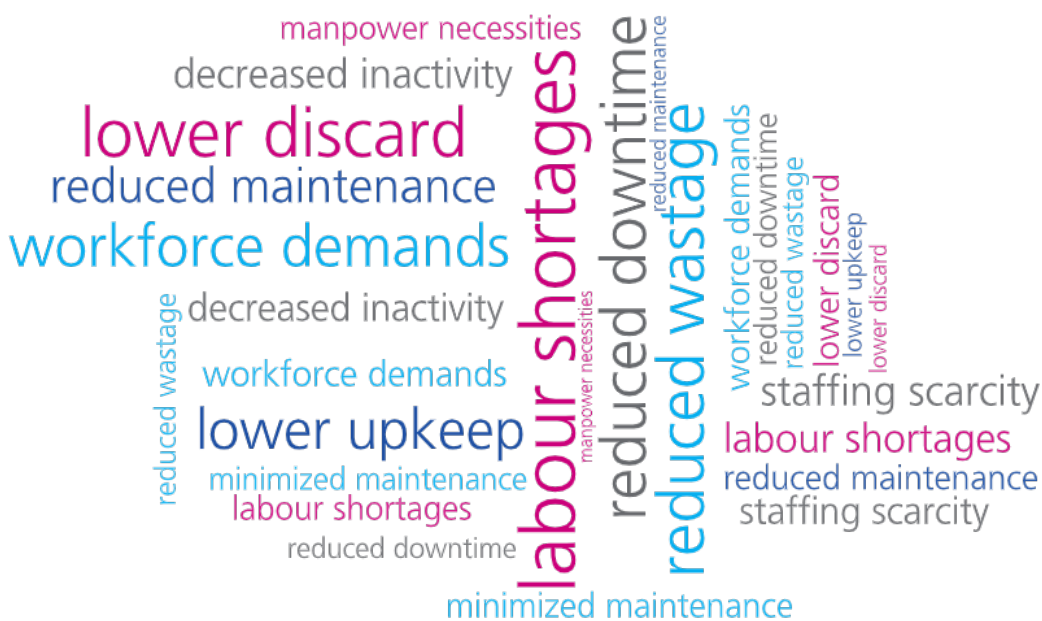 manpower necessities
decreased inactivity
lower discard
reduced maintenance
workforce demands
decreased inactivity
reduced wastage
workforce demands
lower upkeep
minimized maintenance
labour shortages
reduced downtime
labour shortages
manpower necessities
reduced downtime
reduced maintenance
reduced wastage
workforce demands
reduced downtime
reduced wastage
lower discard
lower upkeep
lower discard
staffing scarcity
labour shortages
reduced maintenance
staffing scarcity
minimized maintenance